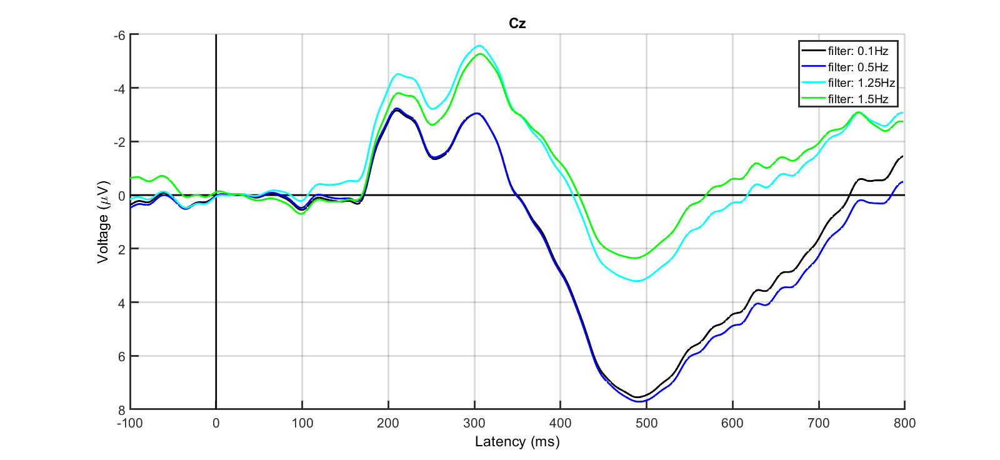 Cz
-6
-4
-2
0
2
4
6
8
-100 0 100 200 300 400 500 600 700 800
Voltage (μV)
Latency (ms)
filter: 0.1Hz
filter: 0.5Hz
filter: 1.25Hz
filter: 1.5Hz